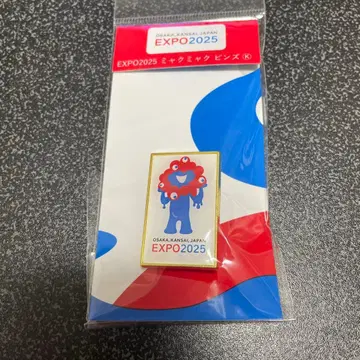 OSAKA, KANSAI, JAPAN
EXPO2025
EXPO2025 ミャクミャク ピンズ Ⓚ
OSAKA, KANSAI, JAPAN
EXPO2025